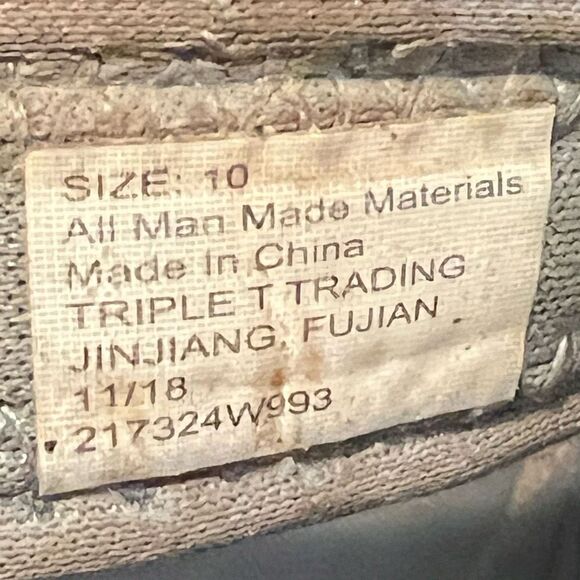 SIZE: 10
All Man Made Materials
Made In China
TRIPLE T TRADING
JINJIANG, FUJIAN
11/18
217324W993